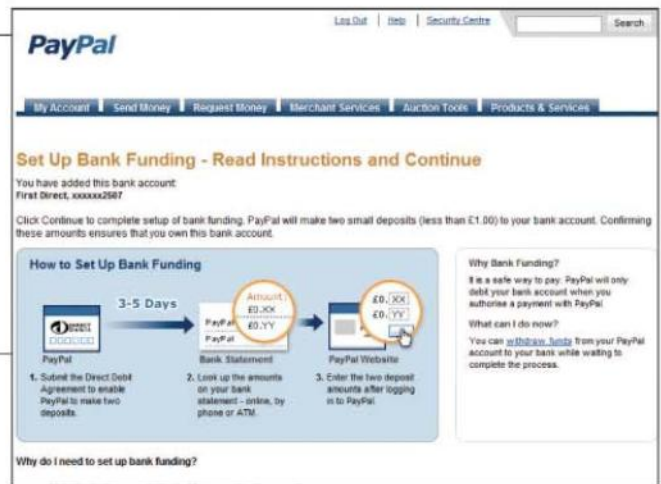 Log Out | Help | Security Centre
Search
PayPal
My Account Send Money Request Money Merchant Services Auction Tools Products & Services
Set Up Bank Funding - Read Instructions and Continue
You have added this bank account
First Direct, xxxxxx2507
Click Continue to complete setup of bank funding. PayPal will make two small deposits (less than £1.00) to your bank account. Confirming
these amounts ensures that you own this bank account.
How to Set Up Bank Funding
3-5 Days
DIRECT
Debit
PayPal
PayPal
Amount:
£0.XX
£0.YY
£0. XX
£0. YY
PayPal
Bank Statement
PayPal Website
1. Submit the Direct Debit
Agreement to enable
PayPal to make two
deposits.
2. Look up the amounts
on your bank
statement - online, by
phone or ATM.
3. Enter the two deposit
amounts after logging
in to PayPal.
Why Bank Funding?
It is a safe way to pay. PayPal will only
debit your bank account when you
authorise a payment with PayPal
What can I do now?
You can withdraw funds from your PayPal
account to your bank while waiting to
complete the process.
Why do I need to set up bank funding?